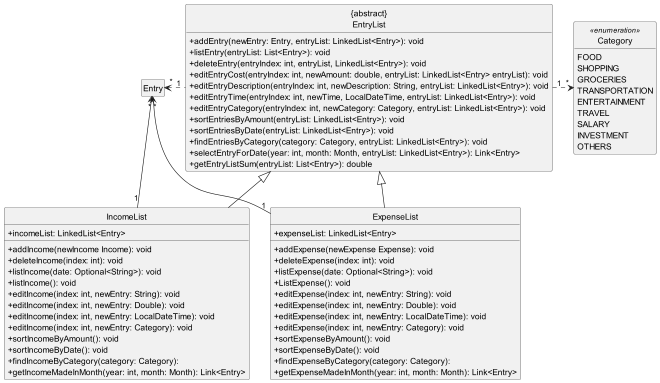 {abstract}
EntryList
+addEntry(newEntry: Entry, entryList: LinkedList<Entry>): void
+listEntry(entryList: List<Entry>): void
+deleteEntry(entryIndex: int, entryList, LinkedList<Entry>): void
+editEntryCost(entryIndex: int, newAmount: double, entryList: LinkedList<Entry> entryList): void
+editEntryDescription(entryIndex: int, newDescription: String, entryList: LinkedList<Entry>): void
+editEntryTime(entryIndex: int, newTime, LocalDateTime, entryList: LinkedList<Entry>): void
+editEntryCategory(entryIndex: int, newCategory: Category, entryList: LinkedList<Entry>): void
+sortEntriesByAmount(entryList: LinkedList<Entry>): void
+sortEntriesByDate(entryList: LinkedList<Entry>): void
+findEntriesByCategory(category: Category, entryList: LinkedList<Entry>): void
+selectEntryForDate(year: int, month: Month, entryList: LinkedList<Entry>): Link<Entry>
+getEntryListSum(entryList: List<Entry>): double
«enumeration»
Category
FOOD
SHOPPING
GROCERIES
TRANSPORTATION
ENTERTAINMENT
TRAVEL
SALARY
INVESTMENT
OTHERS
Entry
* 1
1 *
*
*
1
1
IncomeList
+incomeList: LinkedList<Entry>
+addIncome(newIncome Income): void
+deleteIncome(index: int): void
+listIncome(date: Optional<String>): void
+listIncome(): void
+editIncome(index: int, newEntry: String): void
+editIncome(index: int, newEntry: Double): void
+editIncome(index: int, newEntry: LocalDateTime): void
+editIncome(index: int, newEntry: Category): void
+sortIncomeByAmount(): void
+sortIncomeByDate(): void
+findIncomeByCategory(category: Category):
+getIncomeMadeInMonth(year: int, month: Month): Link<Entry>
ExpenseList
+expenseList: LinkedList<Entry>
+addExpense(newExpense Expense): void
+deleteExpense(index: int): void
+listExpense(date: Optional<String>): void
+ListExpense(): void
+editExpense(index: int, newEntry: String): void
+editExpense(index: int, newEntry: Double): void
+editExpense(index: int, newEntry: LocalDateTime): void
+editExpense(index: int, newEntry: Category): void
+sortExpenseByAmount(): void
+sortExpenseByDate(): void
+findExpenseByCategory(category: Category):
+getExpenseMadeInMonth(year: int, month: Month): Link<Entry>